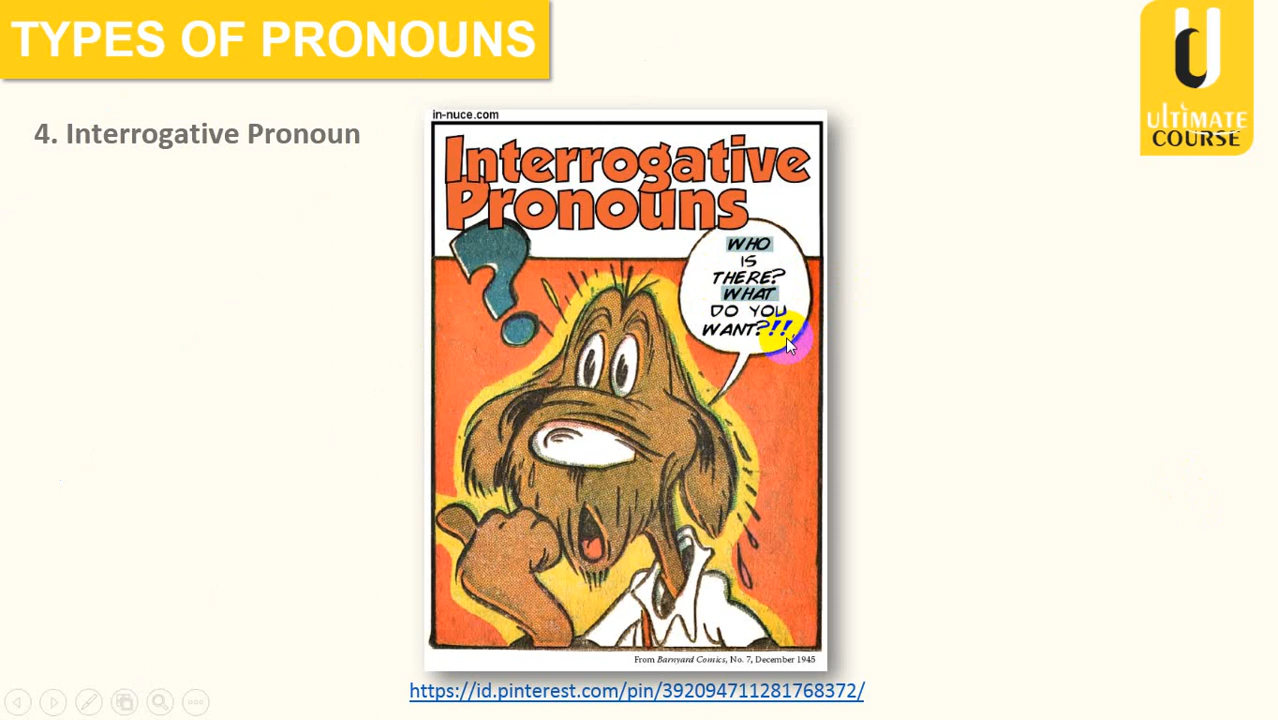 TYPES OF PRONOUNS
ULTIMATE
COURSE
4. Interrogative Pronoun
in-nuce.com
Interrogative
Pronouns
?
WHO
IS
THERE?
WHAT
DO YOU
WANT?!!
From Barnyard Comics, No. 7, December 1945
https://id.pinterest.com/pin/392094711281768372/